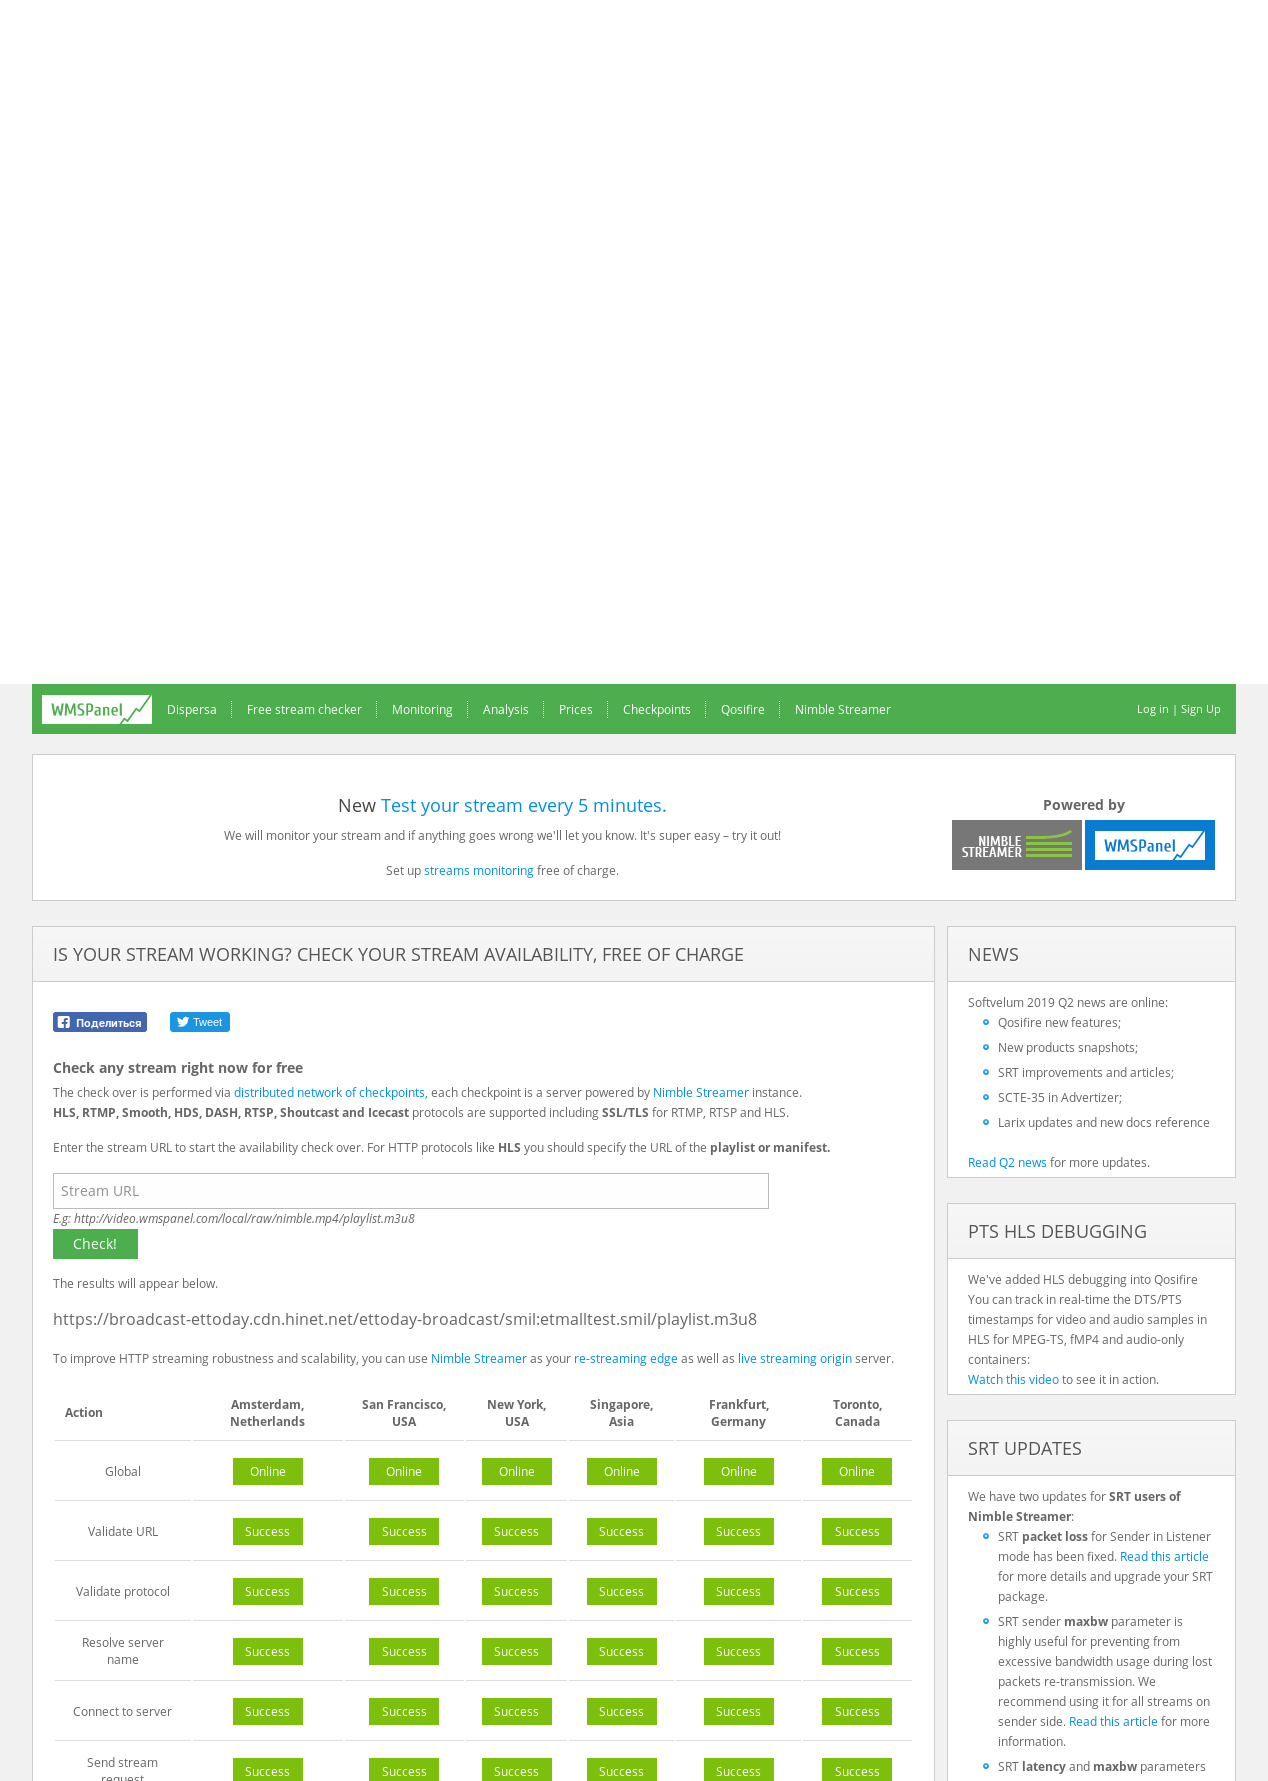 WMSPanel
Dispersa
Free stream checker
Monitoring
Analysis
Prices
Checkpoints
Qosifire
Nimble Streamer
Log in | Sign Up
New Test your stream every 5 minutes.
We will monitor your stream and if anything goes wrong we'll let you know. It's super easy – try it out!
Set up streams monitoring free of charge.
Powered by
NIMBLE
STREAMER
WMSPanel
IS YOUR STREAM WORKING? CHECK YOUR STREAM AVAILABILITY, FREE OF CHARGE
Поделиться
Tweet
Check any stream right now for free
The check over is performed via distributed network of checkpoints, each checkpoint is a server powered by Nimble Streamer instance.
HLS, RTMP, Smooth, HDS, DASH, RTSP, Shoutcast and Icecast protocols are supported including SSL/TLS for RTMP, RTSP and HLS.
Enter the stream URL to start the availability check over. For HTTP protocols like HLS you should specify the URL of the playlist or manifest.
Stream URL
E.g: http://video.wmspanel.com/local/raw/nimble.mp4/playlist.m3u8
Check!
The results will appear below.
https://broadcast-ettoday.cdn.hinet.net/ettoday-broadcast/smil:etmalltest.smil/playlist.m3u8
To improve HTTP streaming robustness and scalability, you can use Nimble Streamer as your re-streaming edge as well as live streaming origin server.
Action
Amsterdam,
Netherlands
San Francisco,
USA
New York,
USA
Singapore,
Asia
Frankfurt,
Germany
Toronto,
Canada
Global
Online
Online
Online
Online
Online
Online
Validate URL
Success
Success
Success
Success
Success
Success
Validate protocol
Success
Success
Success
Success
Success
Success
Resolve server
name
Success
Success
Success
Success
Success
Success
Connect to server
Success
Success
Success
Success
Success
Success
Send stream
request
Success
Success
Success
Success
Success
Success
NEWS
Softvelum 2019 Q2 news are online:
Qosifire new features;
New products snapshots;
SRT improvements and articles;
SCTE-35 in Advertizer;
Larix updates and new docs reference
Read Q2 news for more updates.
PTS HLS DEBUGGING
We've added HLS debugging into Qosifire
You can track in real-time the DTS/PTS
timestamps for video and audio samples in
HLS for MPEG-TS, fMP4 and audio-only
containers:
Watch this video to see it in action.
SRT UPDATES
We have two updates for SRT users of
Nimble Streamer:
SRT packet loss for Sender in Listener
mode has been fixed. Read this article
for more details and upgrade your SRT
package.
SRT sender maxbw parameter is
highly useful for preventing from
excessive bandwidth usage during lost
packets re-transmission. We
recommend using it for all streams on
sender side. Read this article for more
information.
SRT latency and maxbw parameters